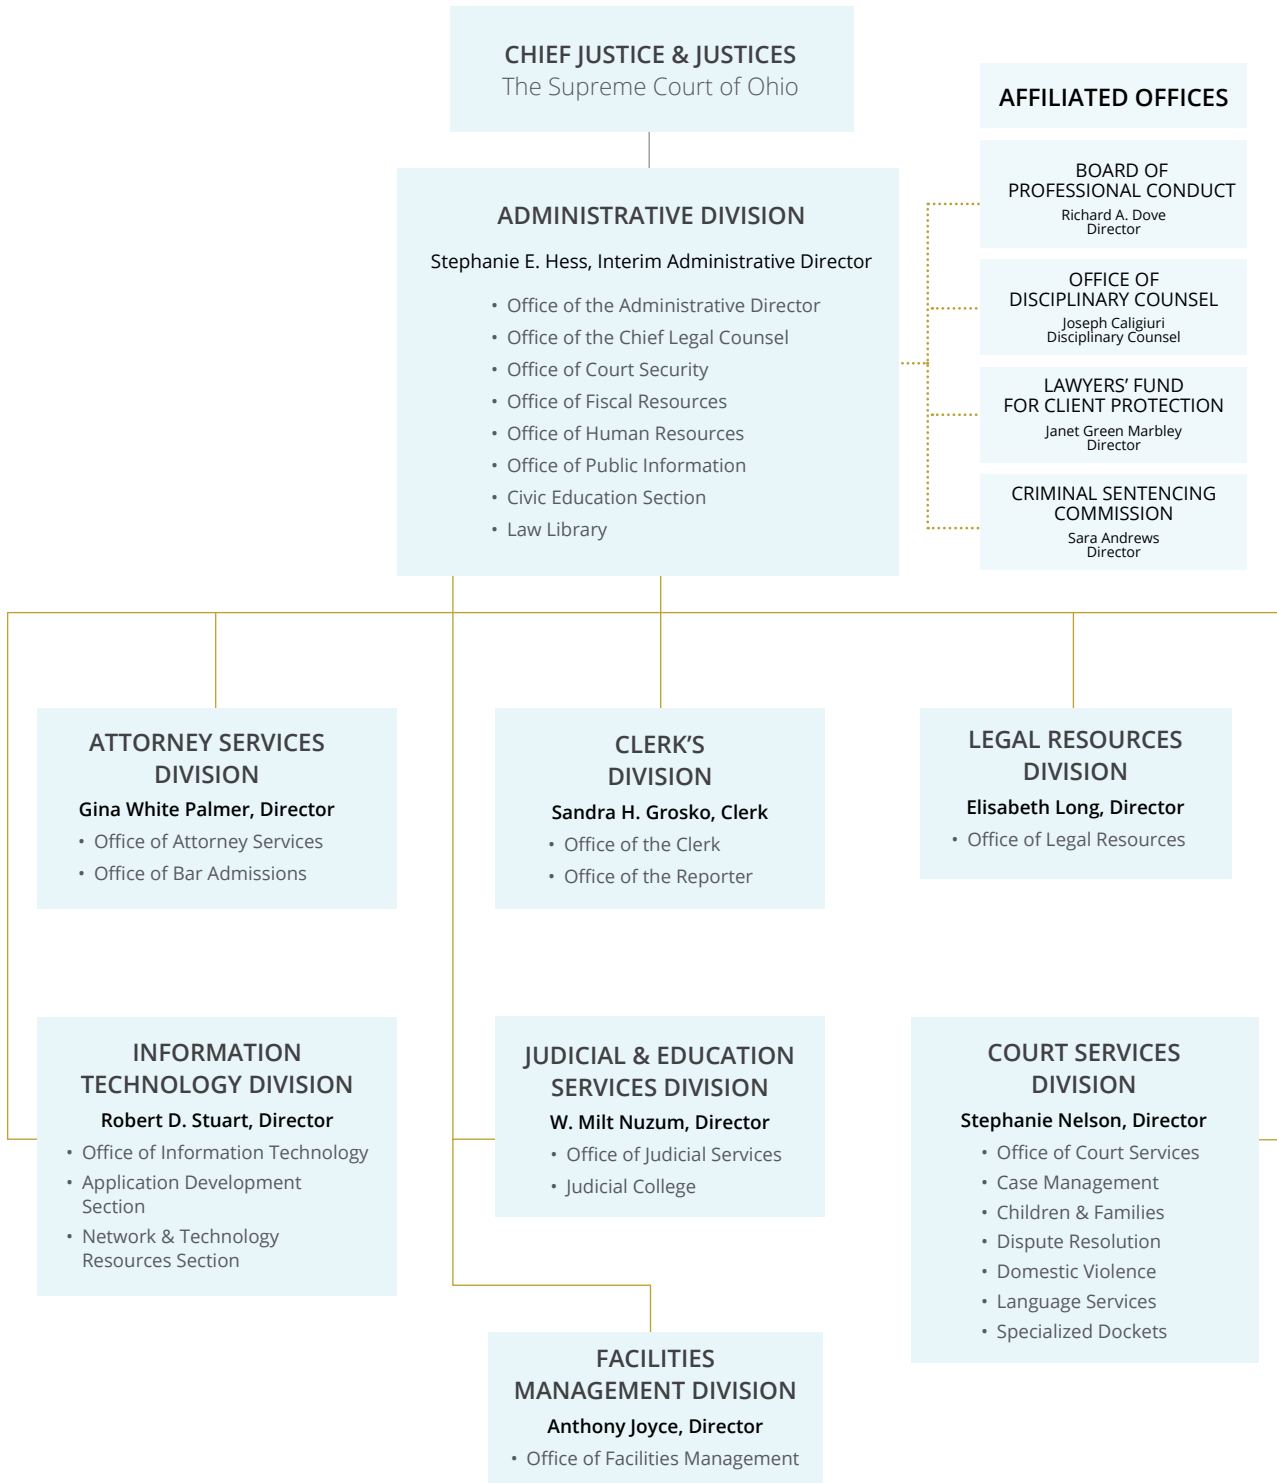 CHIEF JUSTICE & JUSTICES
The Supreme Court of Ohio
AFFILIATED OFFICES
BOARD OF
PROFESSIONAL CONDUCT
Richard A. Dove
Director
OFFICE OF
DISCIPLINARY COUNSEL
Joseph Caligiuri
Disciplinary Counsel
LAWYERS’ FUND
FOR CLIENT PROTECTION
Janet Green Marbley
Director
CRIMINAL SENTENCING
COMMISSION
Sara Andrews
Director
ADMINISTRATIVE DIVISION
Stephanie E. Hess, Interim Administrative Director
• Office of the Administrative Director
• Office of the Chief Legal Counsel
• Office of Court Security
• Office of Fiscal Resources
• Office of Human Resources
• Office of Public Information
• Civic Education Section
• Law Library
ATTORNEY SERVICES
DIVISION
Gina White Palmer, Director
• Office of Attorney Services
• Office of Bar Admissions
CLERK’S
DIVISION
Sandra H. Grosko, Clerk
• Office of the Clerk
• Office of the Reporter
LEGAL RESOURCES
DIVISION
Elisabeth Long, Director
• Office of Legal Resources
INFORMATION
TECHNOLOGY DIVISION
Robert D. Stuart, Director
• Office of Information Technology
• Application Development
Section
• Network & Technology
Resources Section
JUDICIAL & EDUCATION
SERVICES DIVISION
W. Milt Nuzum, Director
• Office of Judicial Services
• Judicial College
COURT SERVICES
DIVISION
Stephanie Nelson, Director
• Office of Court Services
• Case Management
• Children & Families
• Dispute Resolution
• Domestic Violence
• Language Services
• Specialized Dockets
FACILITIES
MANAGEMENT DIVISION
Anthony Joyce, Director
• Office of Facilities Management